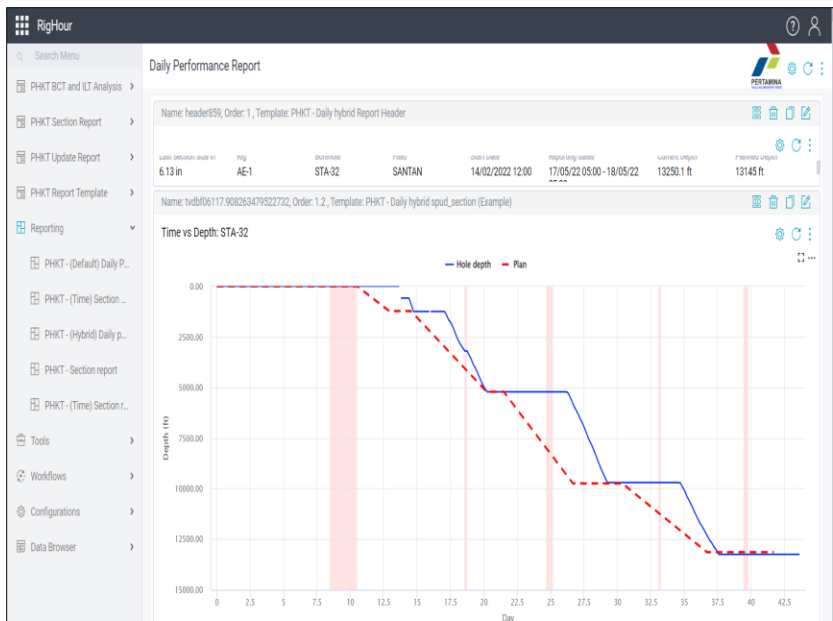 RigHour
Search Menu
PHKT BCT and ILT Analysis
PHKT Section Report
PHKT Update Report
PHKT Report Template
Reporting
PHKT - (Default) Daily P...
PHKT - (Time) Section ...
PHKT - (Hybrid) Daily p...
PHKT - Section report
PHKT - (Time) Section r...
Tools
Workflows
Configurations
Data Browser
Daily Performance Report
PERTAMINA
Name: header859, Order: 1 , Template: PHKT - Daily hybrid Report Header
Last Section Size in Rig Borehole Field Start Date Reporting dates Current Depth Planned Depth
6.13 in AE-1 STA-32 SANTAN 14/02/2022 12:00 17/05/22 05:00 - 18/05/22 13250.1 ft 13145 ft
Name: tvdbf06117.908263479522732, Order: 1.2 , Template: PHKT - Daily hybrid spud_section (Example)
Time vs Depth: STA-32
Hole depth Plan
0.00
2500.00
5000.00
7500.00
10000.00
12500.00
15000.00
Depth (ft)
0 2.5 5 7.5 10 12.5 15 17.5 20 22.5 25 27.5 30 32.5 35 37.5 40 42.5
Day